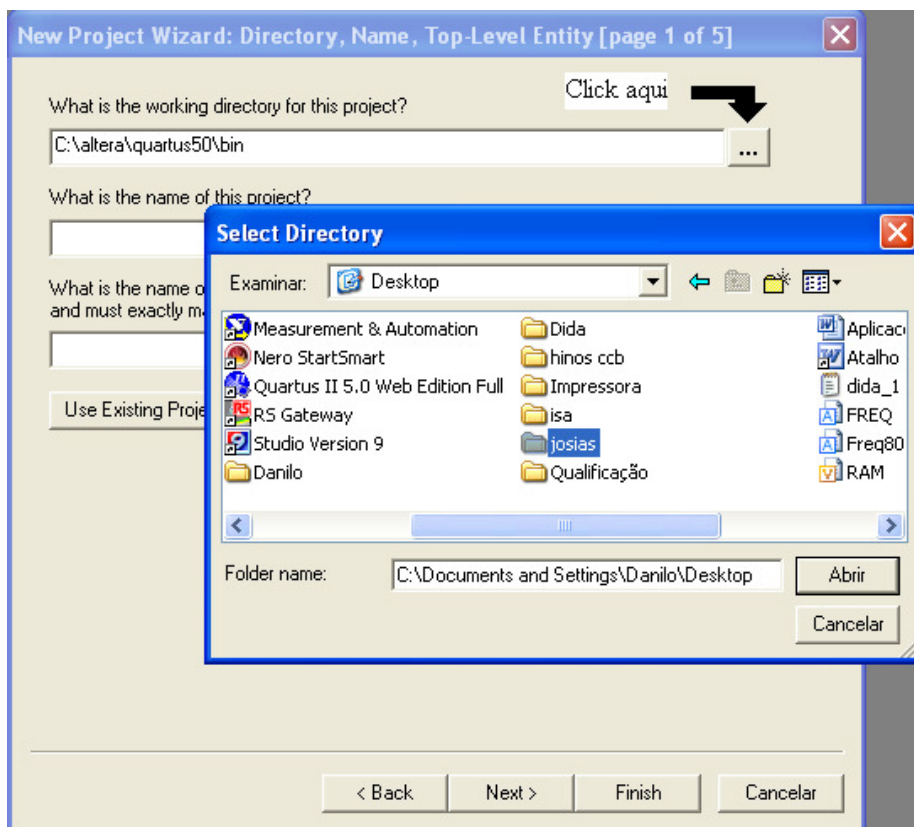 New Project Wizard: Directory, Name, Top-Level Entity [page 1 of 5]
Click aqui
What is the working directory for this project?
C:\altera\quartus50\bin
...
What is the name of this project?
Select Directory
What is the name o
and must exactly m
Use Existing Proje
Examinar:
Desktop
Measurement & Automation
Nero StartSmart
Quartus II 5.0 Web Edition Full
RS Gateway
Studio Version 9
Danilo
Dida
hinos ccb
Impressora
isa
josias
Qualificação
Aplicac
Atalho
dida_1
FREQ
Freq80
RAM
Folder name:
C:\Documents and Settings\Danilo\Desktop
Abrir
Cancelar
< Back
Next >
Finish
Cancelar